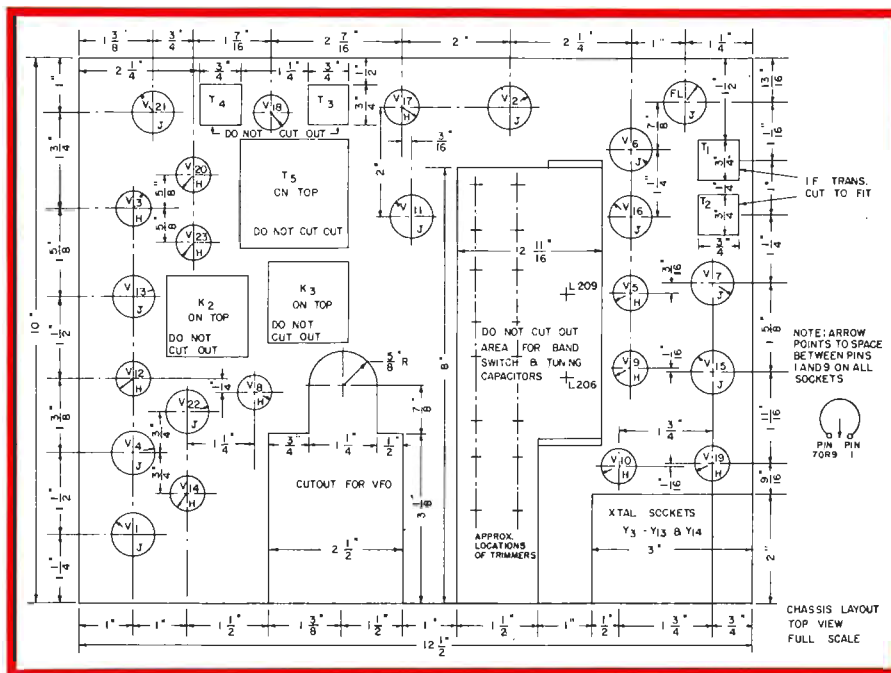 1 3/8" 3/4" 1 7/16" 2 7/16" 2" 2 1/4" 1" 1 1/4"
2 1/4" 3/4" 1 1/4" 3/4" 1/2"
T4
T3
3/4"
DO NOT CUT OUT
V21
J
V18
V17
H
V2
J
FL
J
1 1/2"
13/16"
1"
1 3/4"
1 5/8"
1 1/2"
1 3/8"
1 1/2"
1 1/4"
10"
V20
H
5/8"
5/8"
V3
H
V23
H
T5
ON TOP
DO NOT CUT CUT
2"
3/16"
V11
J
7/8"
V6
J
1 1/4"
V16
J
T1
3/4"
1/4"
T2
3/4"
3/4"
1 1/16"
1"
I.F. TRANS.
CUT TO FIT
V13
J
K2
ON TOP
DO NOT
CUT OUT
K3
ON TOP
DO NOT
CUT OUT
2 11/16"
8"
L209
DO NOT CUT OUT
AREA FOR BAND
SWITCH & TUNING
CAPACITORS
L206
V5
H
3/16"
V7
J
1 1/4"
1 5/8"
NOTE: ARROW
POINTS TO SPACE
BETWEEN PINS
1 AND 9 ON ALL
SOCKETS
V12
H
V22
J
1/4"
V8
H
5/8" R
7/8"
V9
H
1/16"
V15
J
1 11/16"
PIN PIN
7OR9 1
V4
J
3/4"
3/4"
1 1/4"
3/4" 1 1/4" 1/2"
V14
H
CUTOUT FOR VFO
3 1/8"
1 3/4"
V10
H
1/16"
V19
H
9/16"
V1
J
2 1/2"
APPROX.
LOCATIONS
OF TRIMMERS
XTAL SOCKETS
Y3 - Y13 & Y14
3"
2"
1" 1" 1 1/2" 1 3/8" 1 1/2" 1" 1 1/2" 1" 1/2" 1 3/4" 3/4"
12 1/2"
CHASSIS LAYOUT
TOP VIEW
FULL SCALE